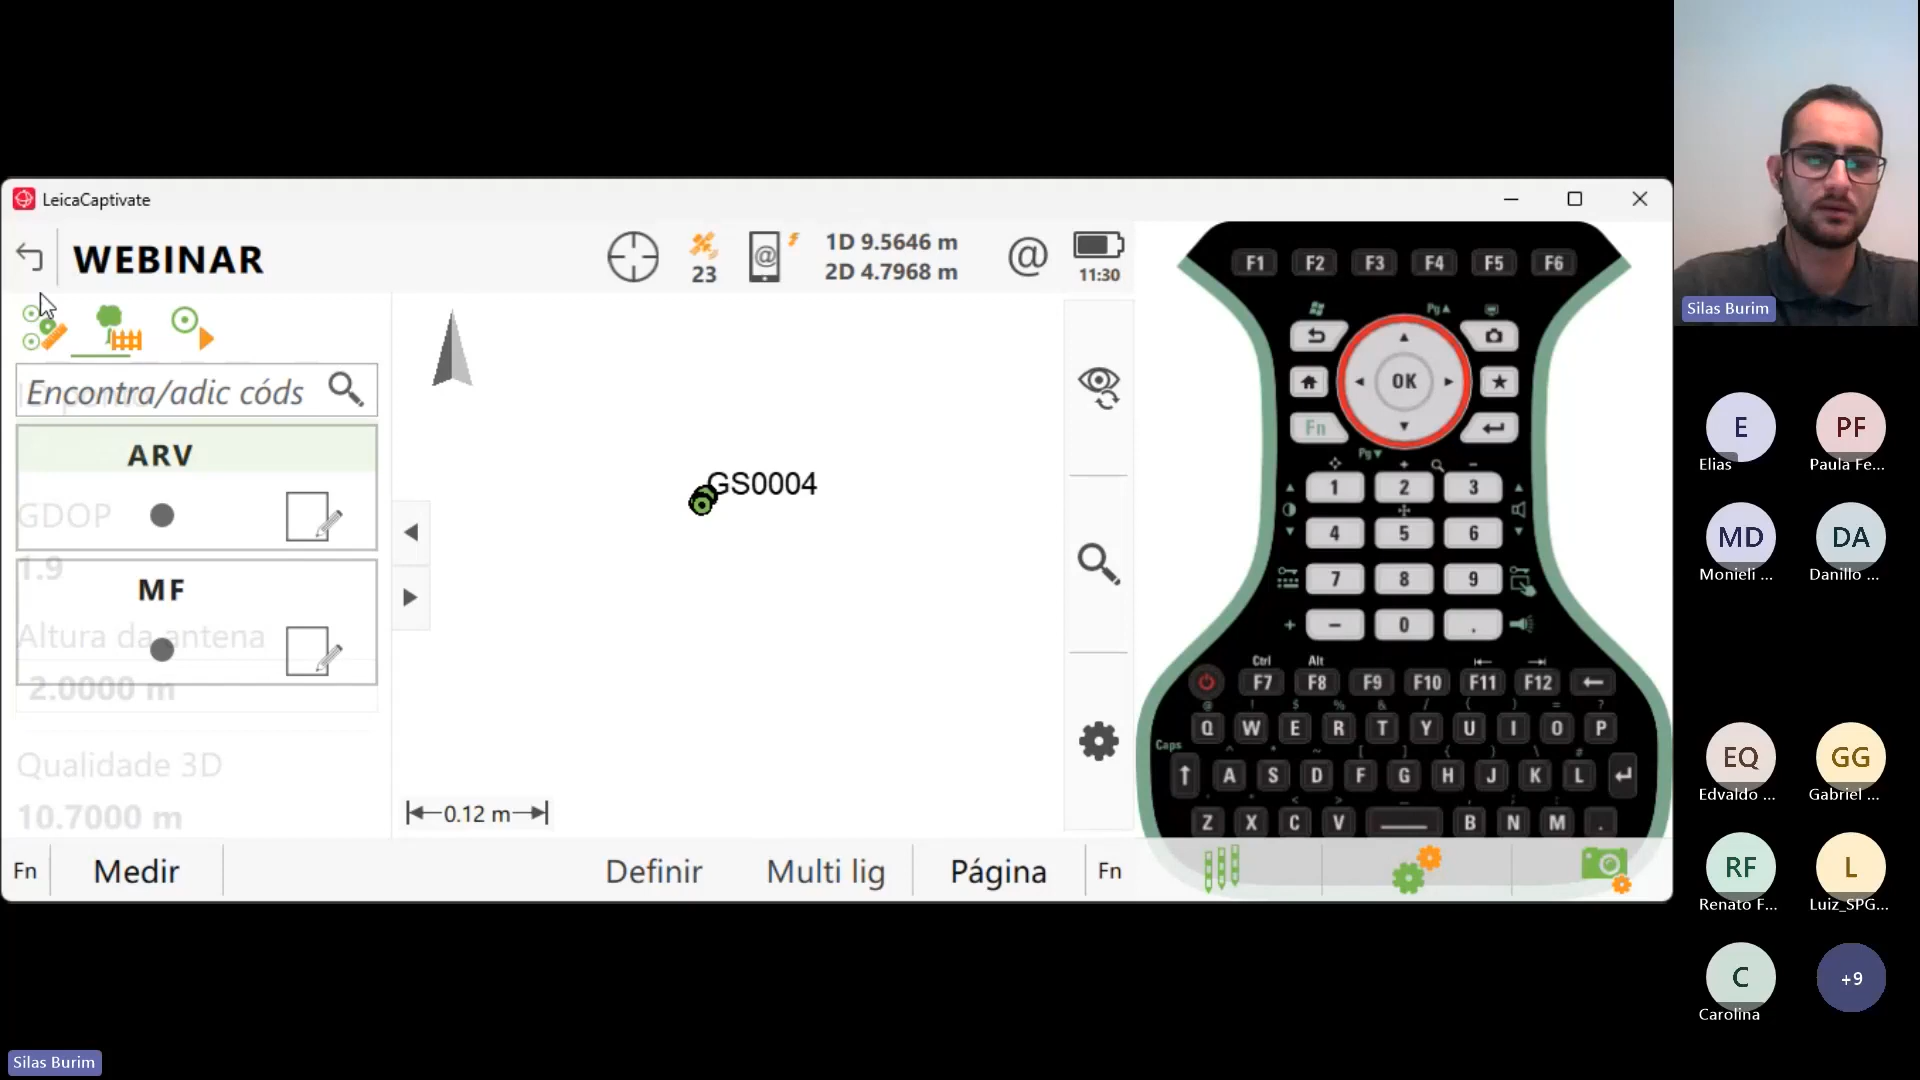 LeicaCaptivate
WEBINAR
23
1D 9.5646 m
2D 4.7968 m
@
@
11:30
Encontra/adic códs
ARV
GDOP
1.9
MF
Altura da antena
2.0000 m
Qualidade 3D
10.7000 m
GS0004
0.12 m
Fn
Medir
Definir
Multi lig
Página
Fn
F1 F2 F3 F4 F5 F6
Pg
OK
Fn
Pg
1 2 3
4 5 6
7 8 9
+ - 0 .
Ctrl Alt
F7 F8 F9 F10 F11 F12
@ ! $ % & / ( ) = ?
Q W E R T Y U I O P
Caps
A S D F G H J K L
Z X C V B N M .
Silas Burim
E
Elias
PF
Paula Fe...
MD
Monieli ...
DA
Danillo ...
EQ
Edvaldo ...
GG
Gabriel ...
RF
Renato F...
L
Luiz_SPG...
C
Carolina
+9
Silas Burim